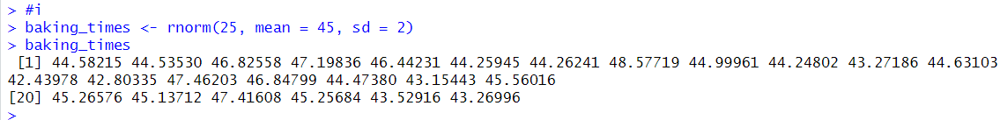 > #i
> baking_times <- rnorm(25, mean = 45, sd = 2)
> baking_times
 [1] 44.58215 44.53530 46.82558 47.19836 46.44231 44.25945 44.26241 48.57719 44.99961 44.24802 43.27186 44.63103
42.43978 42.80335 47.46203 46.84799 44.47380 43.15443 45.56016
[20] 45.26576 45.13712 47.41608 45.25684 43.52916 43.26996
>